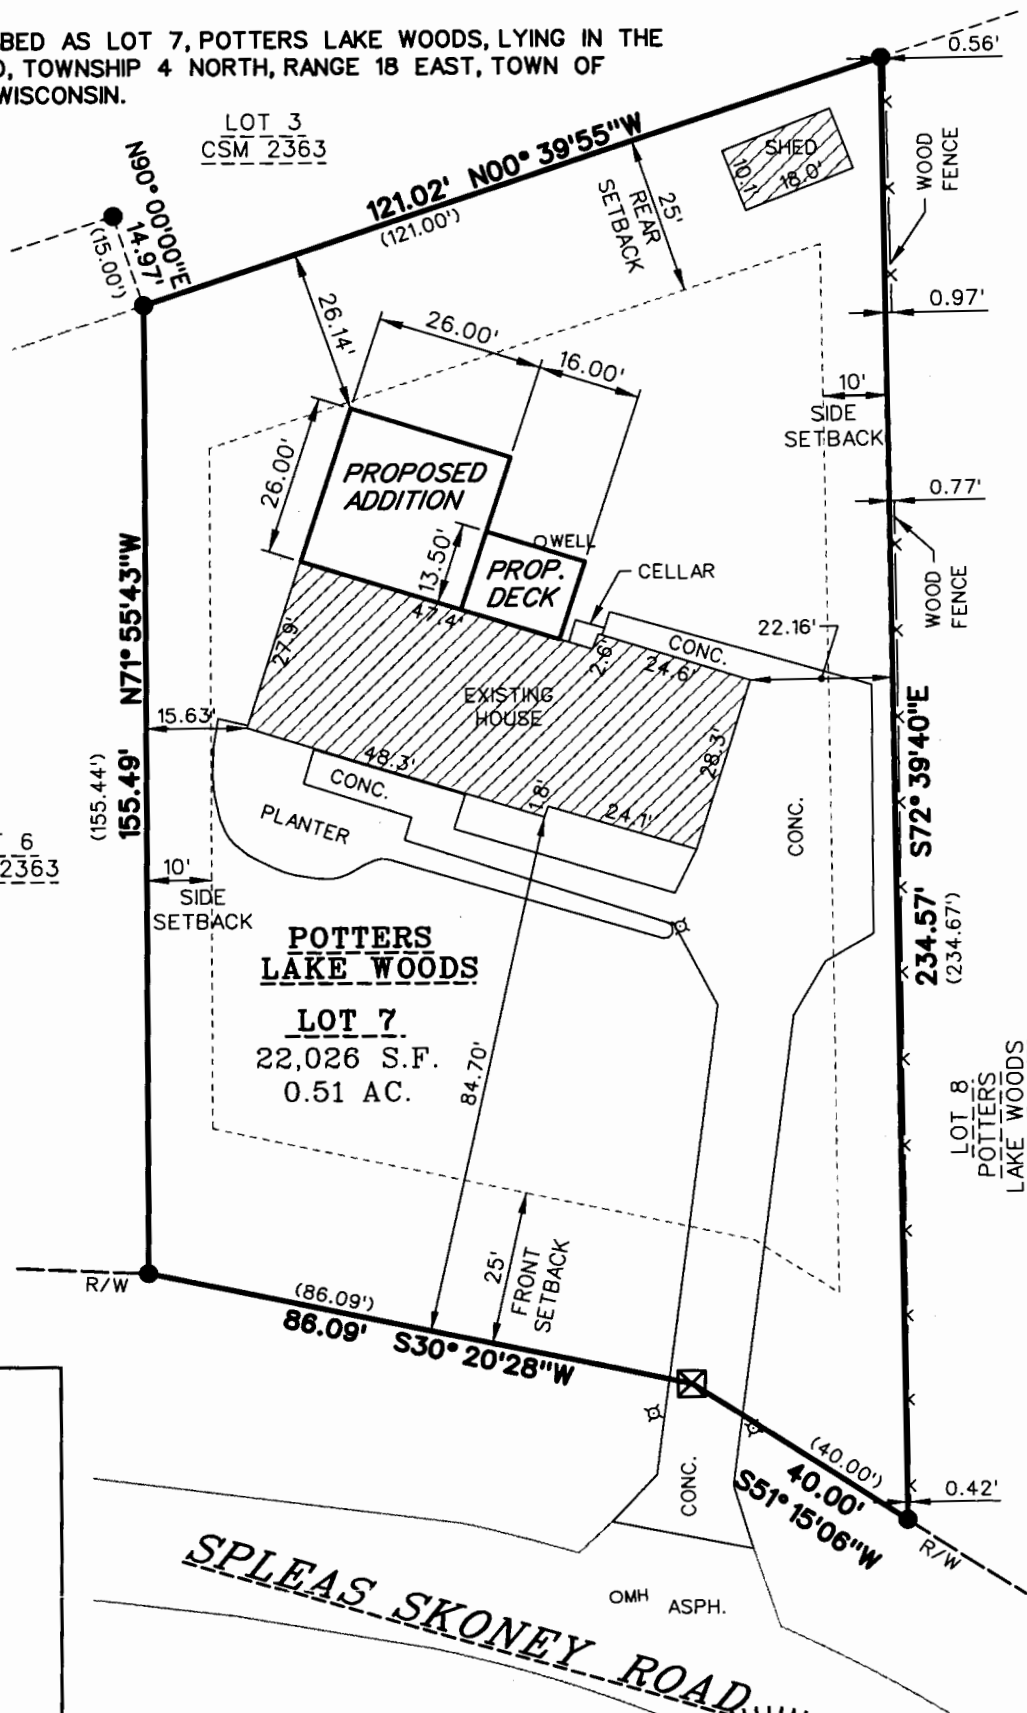 BED AS LOT 7, POTTERS LAKE WOODS, LYING IN THE
, TOWNSHIP 4 NORTH, RANGE 18 EAST, TOWN OF
WISCONSIN.
LOT 3
CSM 2363
0.56'
N90°00'00"E
14.97'
(15.00')
121.02' N00°39'55"W
(121.00')
25'
REAR
SETBACK
SHED
10.1'
18.0'
WOOD
FENCE
0.97'
26.14'
26.00'
16.00'
10'
SIDE
SETBACK
26.00'
PROPOSED
ADDITION
0.77'
WELL
13.50'
PROP.
DECK
CELLAR
WOOD
FENCE
47.4'
2.6'
CONC.
24.6'
22.16'
N71°55'43"W
155.49'
(155.44')
27.9'
EXISTING
HOUSE
15.63'
28.3'
48.3'
1.8'
24.1'
CONC.
PLANTER
CONC.
S72°39'40"E
234.57'
(234.67')
6
2363
10'
SIDE
SETBACK
POTTERS
LAKE WOODS
LOT 7
22,026 S.F.
0.51 AC.
84.70'
LOT 8
POTTERS
LAKE WOODS
25'
FRONT
SETBACK
R/W
(86.09')
86.09' S30°20'28"W
(40.00')
40.00'
S51°15'06"W
0.42'
R/W
CONC.
OMH ASPH.
SPLEAS SKONEY ROAD